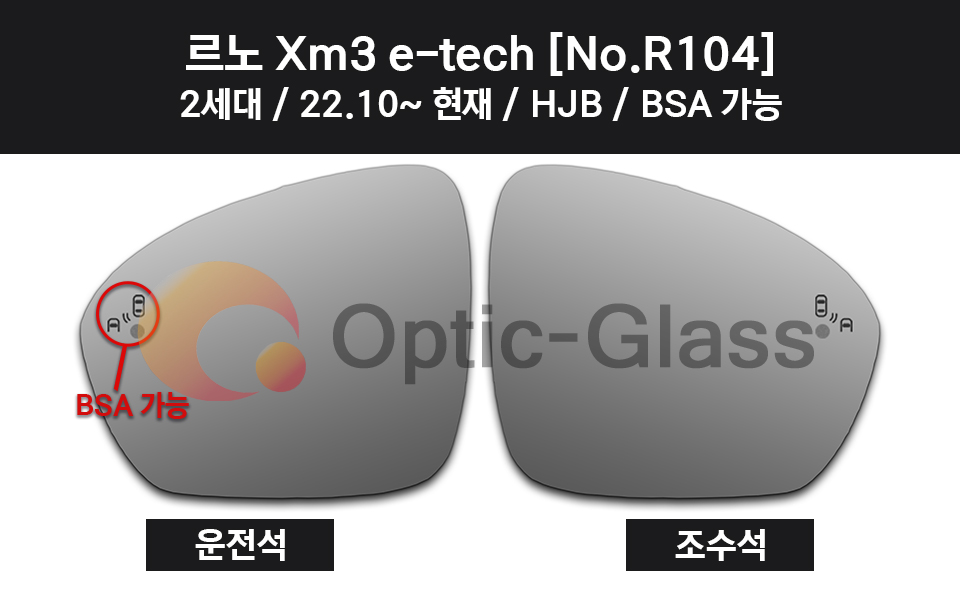 르노 Xm3 e-tech [No.R104]
2세대 / 22.10~ 현재 / HJB / BSA 가능
Optic-Glass
BSA 가능
운전석
조수석